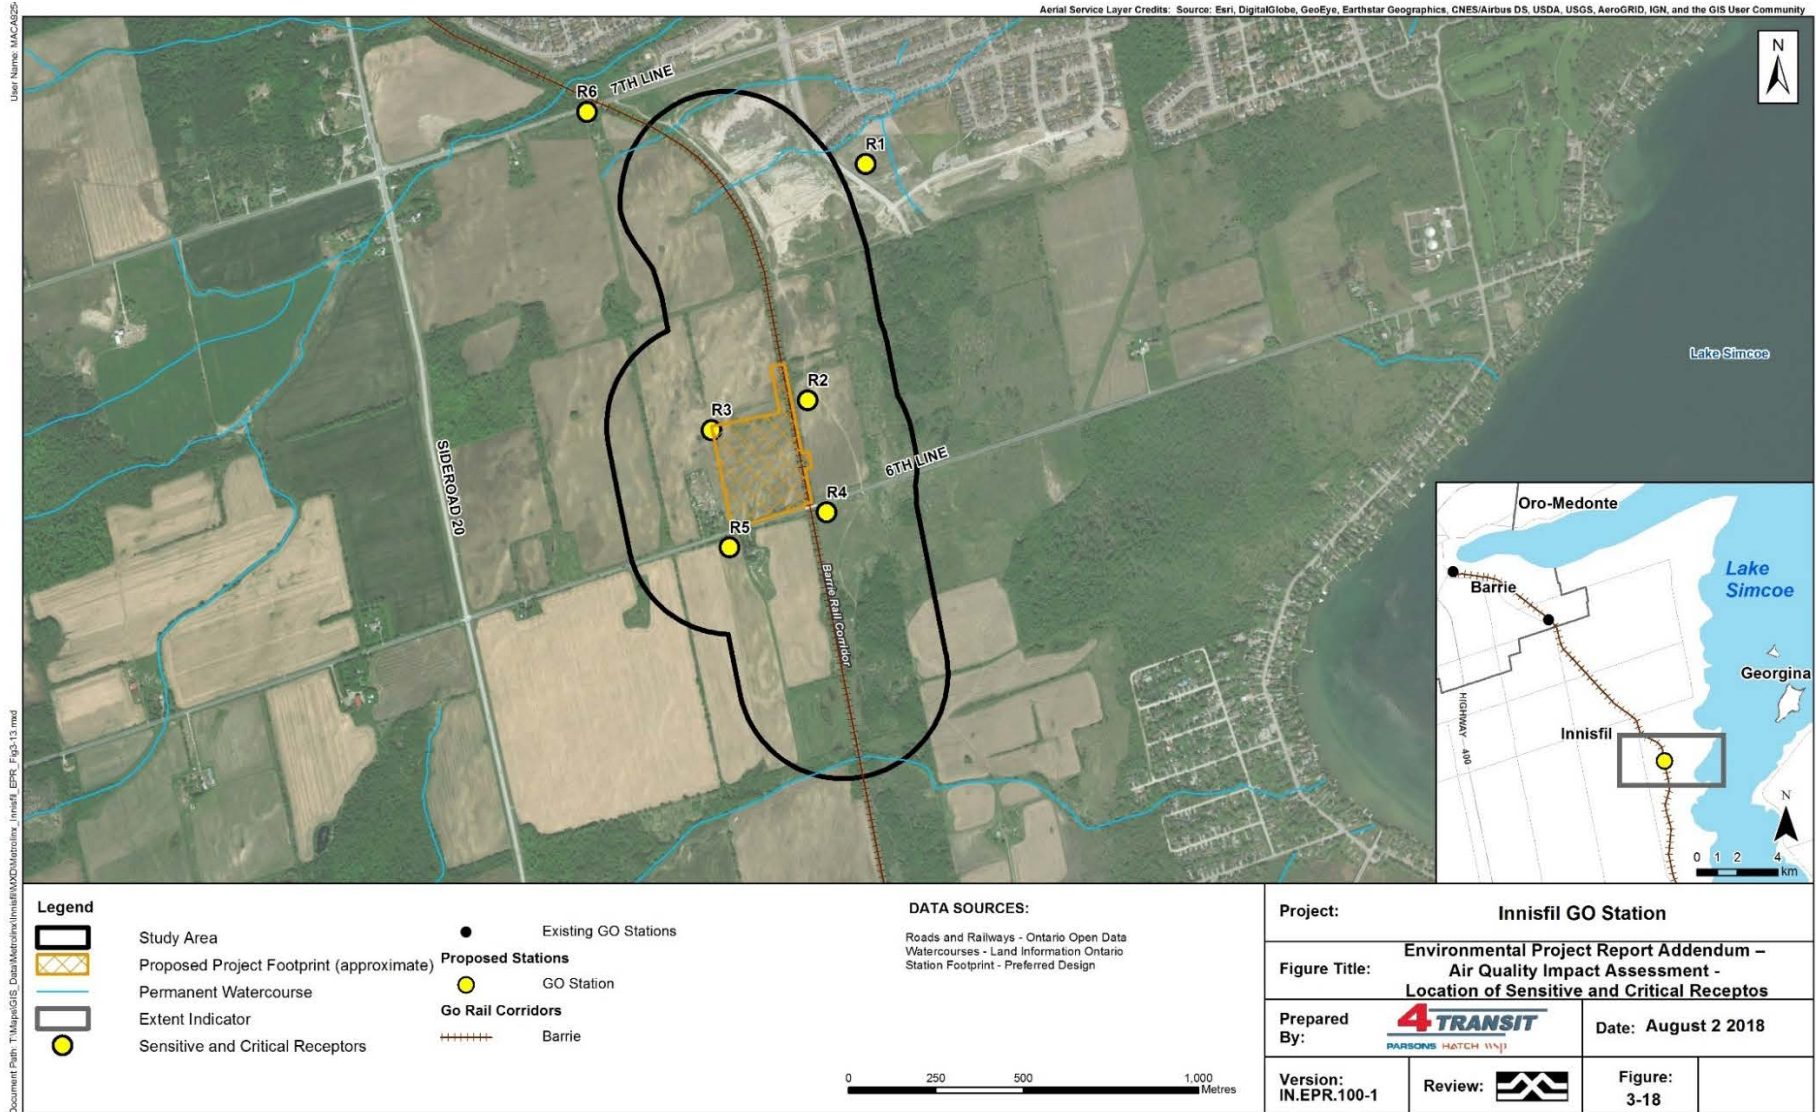 Aerial Service Layer Credits: Source: Esri, DigitalGlobe, GeoEye, Earthstar Geographics, CNES/Airbus DS, USDA, USGS, AeroGRID, IGN, and the GIS User Community
N
7TH LINE
R6
R1
Lake Simcoe
R2
R3
SIDEROAD 20
6TH LINE
R4
R5
Barrie Rail Corridor
Oro-Medonte
Lake
Simcoe
Barrie
Georgina
HIGHWAY 400
Innisfil
N
0 1 2 4
km
Legend
Study Area
Proposed Project Footprint (approximate)
Permanent Watercourse
Extent Indicator
Sensitive and Critical Receptors
Existing GO Stations
Proposed Stations
GO Station
Go Rail Corridors
Barrie
DATA SOURCES:
Roads and Railways - Ontario Open Data
Watercourses - Land Information Ontario
Station Footprint - Preferred Design
0 250 500 1,000
Metres
Project: Innisfil GO Station
Figure Title: Environmental Project Report Addendum –
Air Quality Impact Assessment -
Location of Sensitive and Critical Receptos
Prepared
By:
4TRANSIT
PARSONS HATCH wsp
Date: August 2 2018
Version:
IN.EPR.100-1
Review:
Figure:
3-18